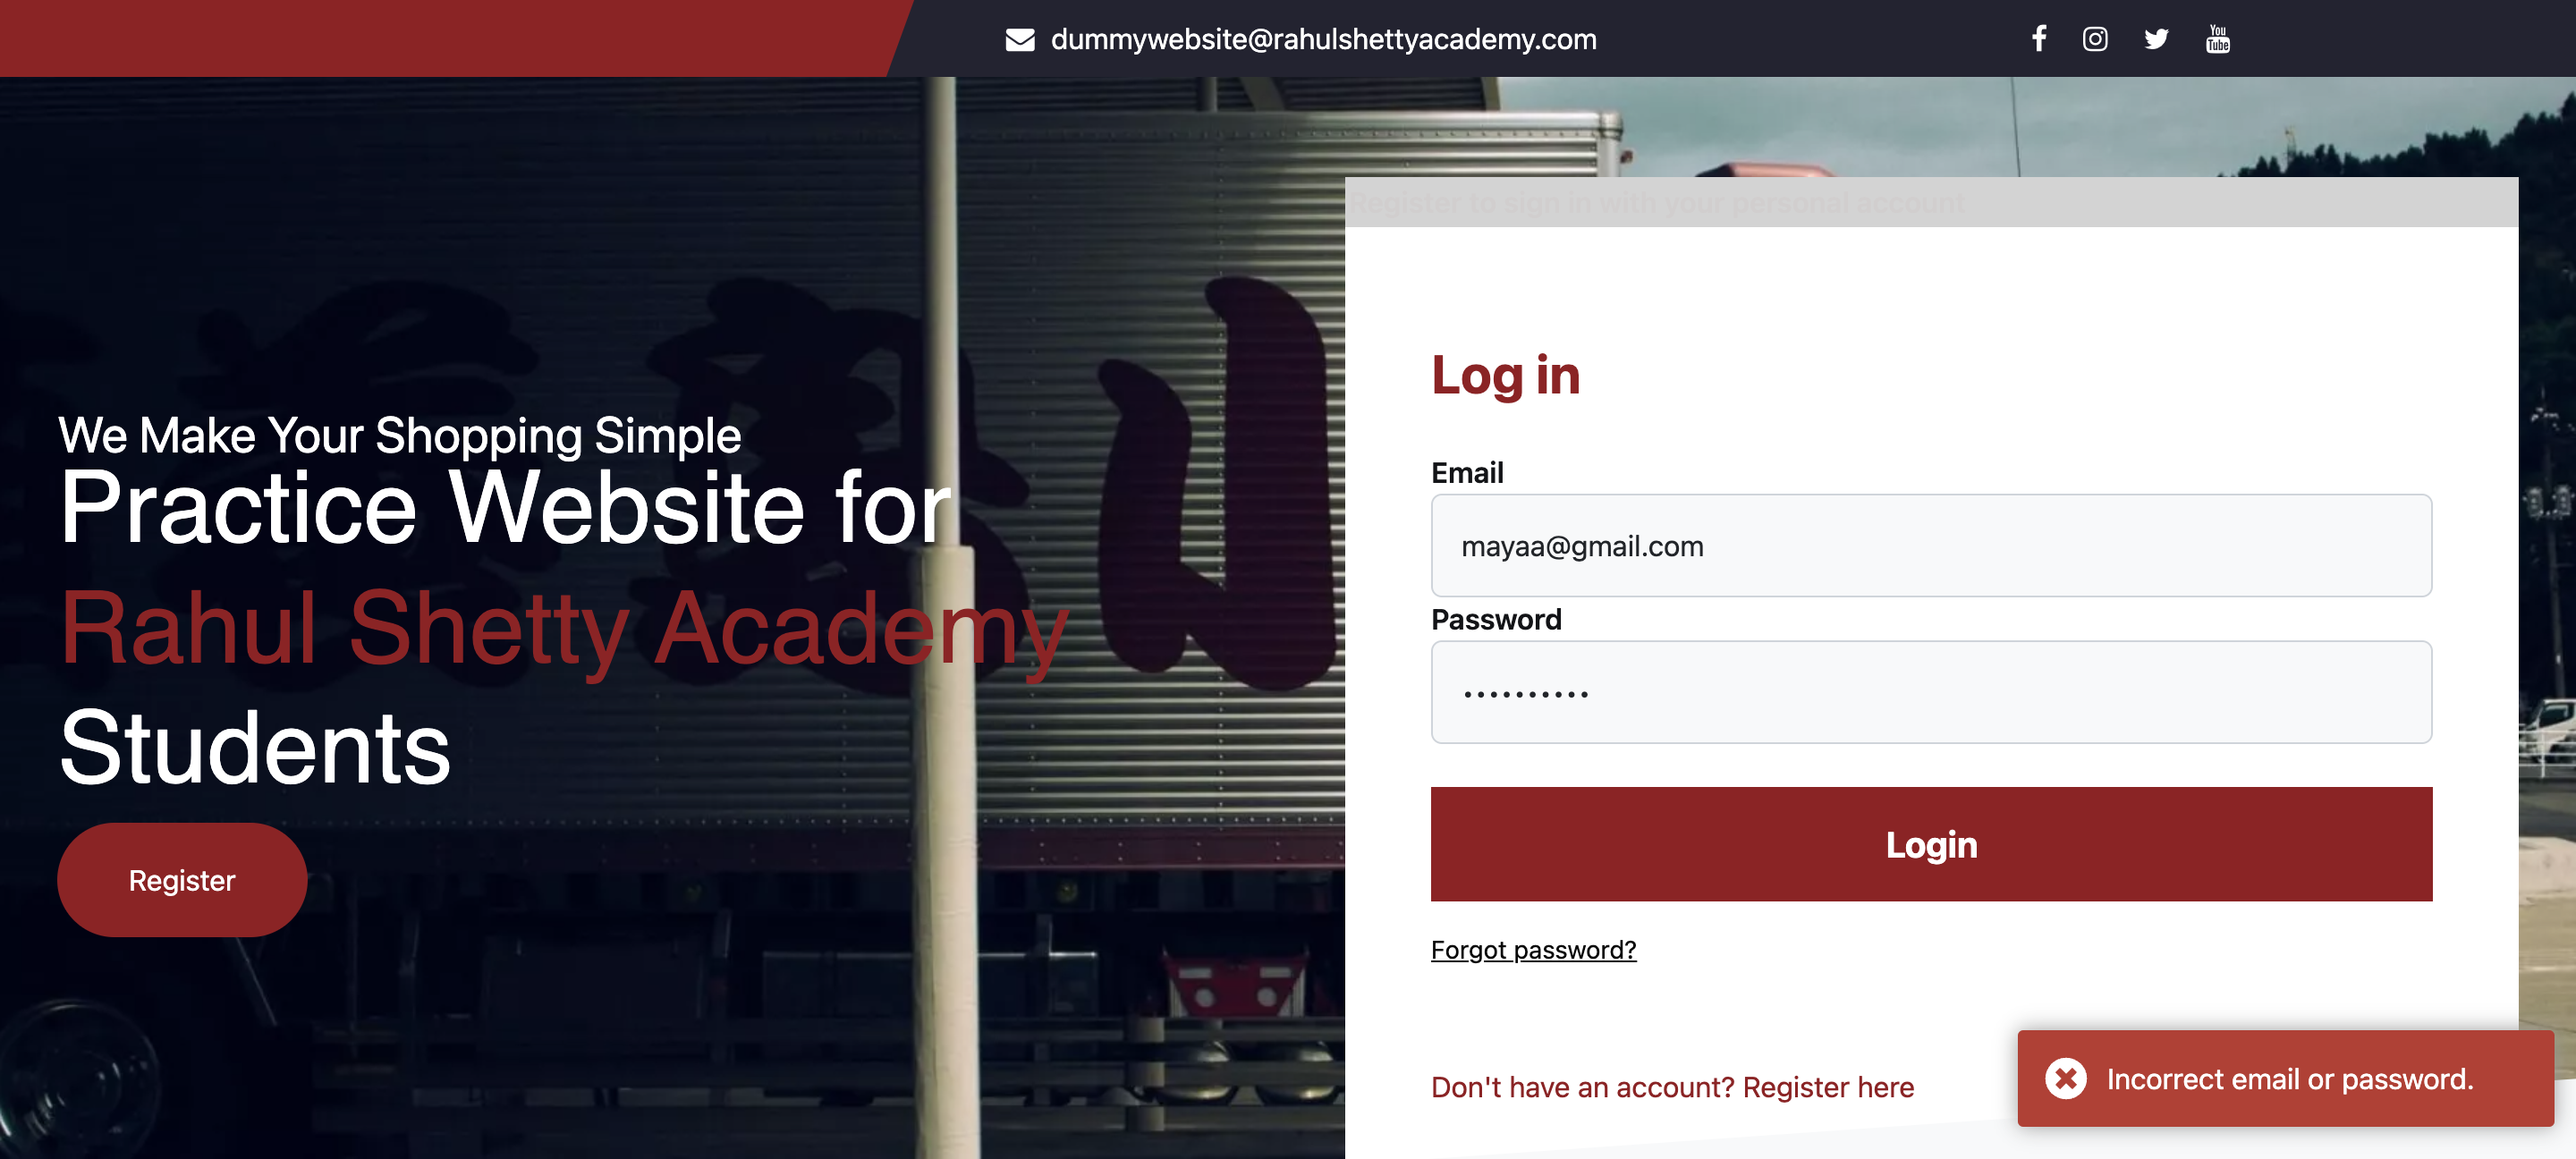 dummywebsite@rahulshettyacademy.com
Register to sign in with your personal account
We Make Your Shopping Simple
Practice Website for
Rahul Shetty Academy
Students
Register
Log in
Email
mayaa@gmail.com
Password
••••••••••
Login
Forgot password?
Don't have an account? Register here
Incorrect email or password.